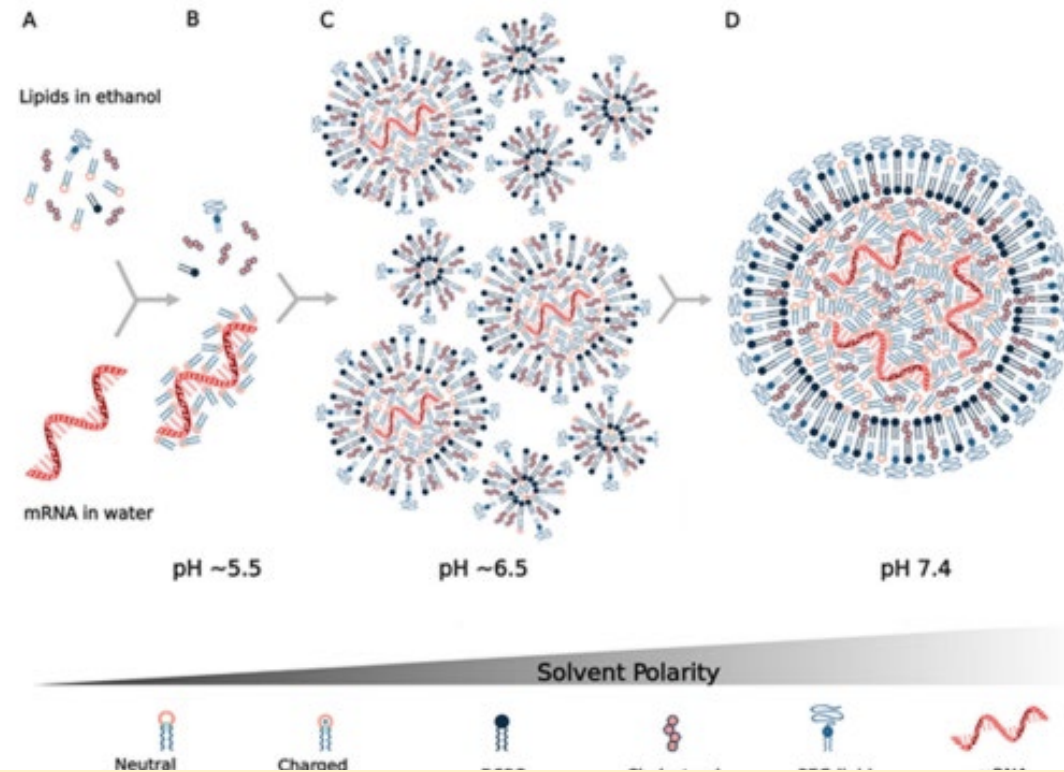 A
B
C
D
Lipids in ethanol
mRNA in water
pH ~5.5
pH ~6.5
pH 7.4
Solvent Polarity
Neutral
Charged